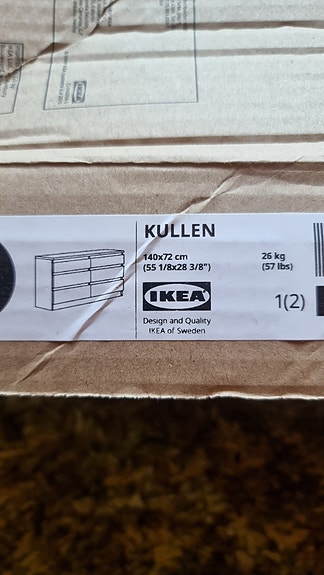 KULLEN
140x72 cm
(55 1/8x28 3/8")
26 kg
(57 lbs)
IKEA
1(2)
Design and Quality
IKEA of Sweden